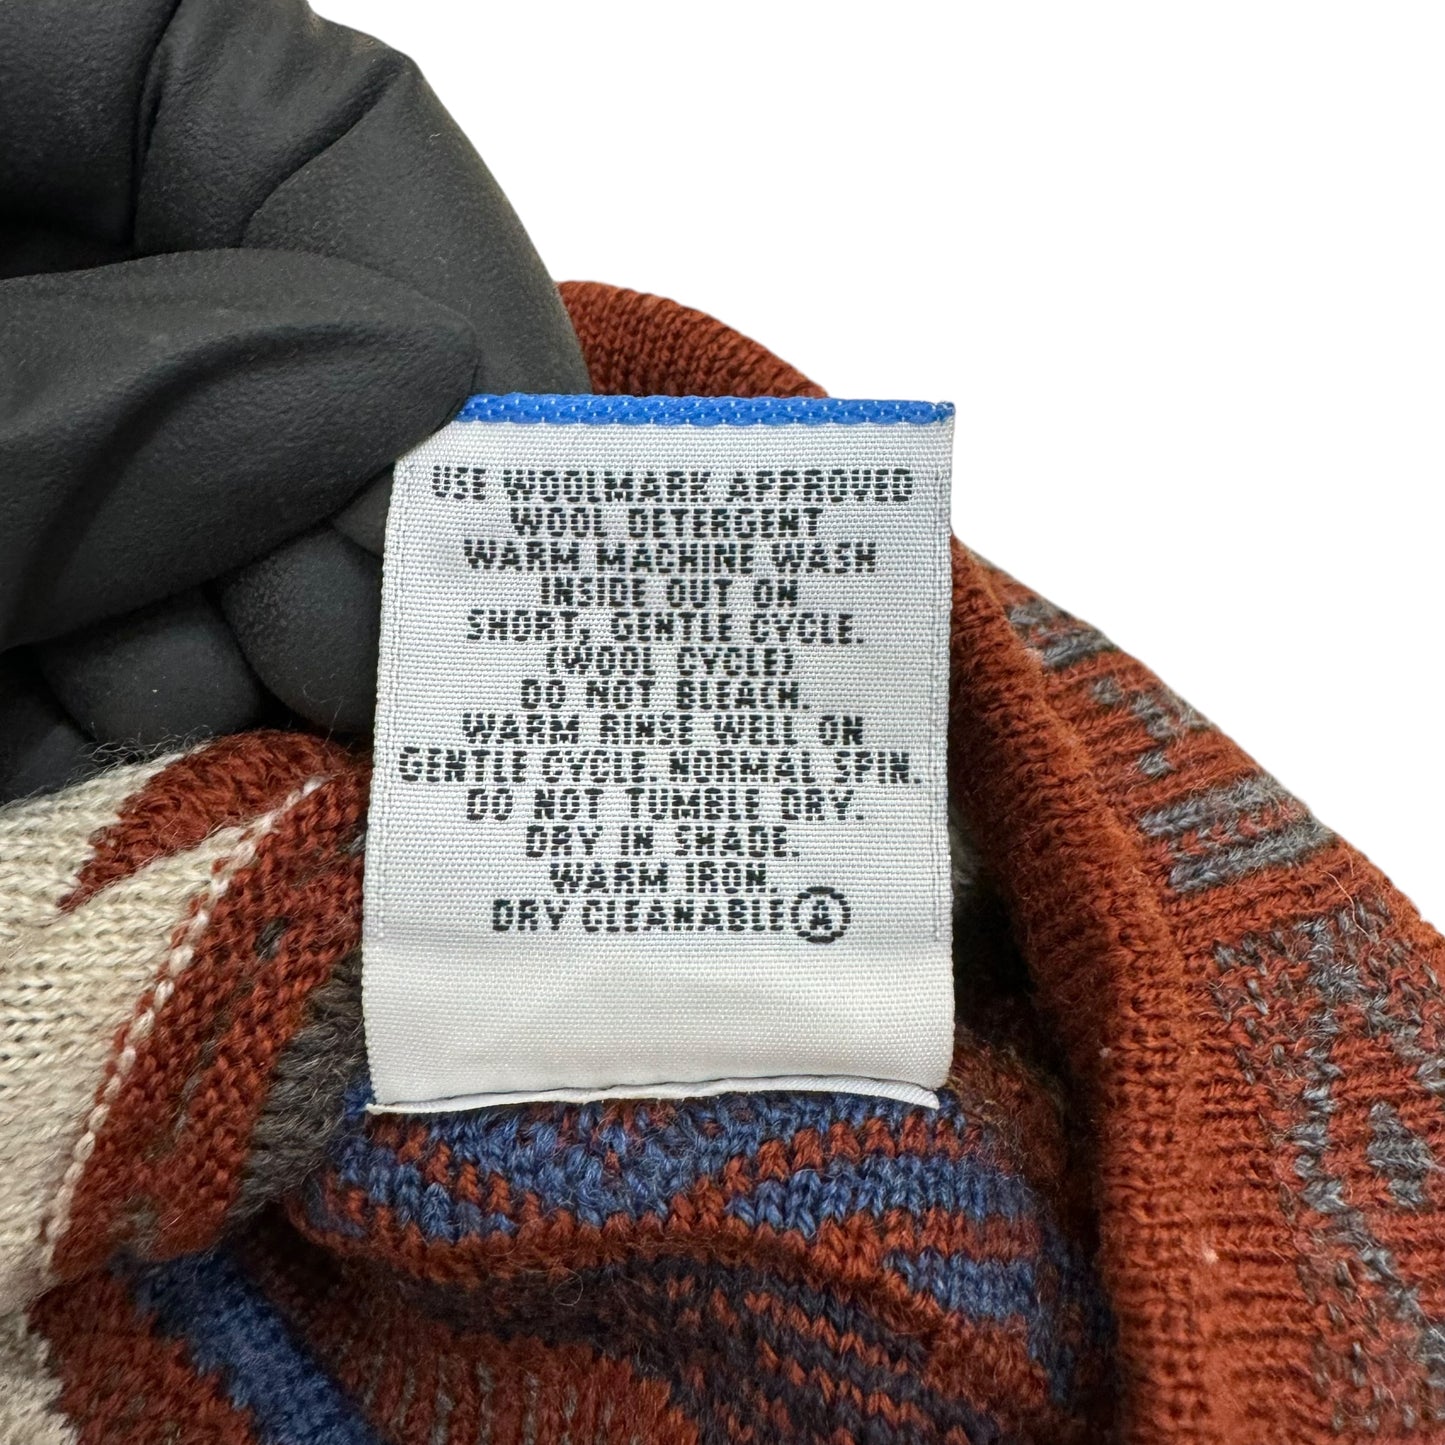 USE WOOLMARK APPROVED
WOOL DETERGENT
WARM MACHINE WASH
INSIDE OUT ON
SHORT, GENTLE CYCLE.
(WOOL CYCLE)
DO NOT BLEACH.
WARM RINSE WELL ON
GENTLE CYCLE. NORMAL SPIN.
DO NOT TUMBLE DRY.
DRY IN SHADE.
WARM IRON.
DRY CLEANABLE Ⓐ